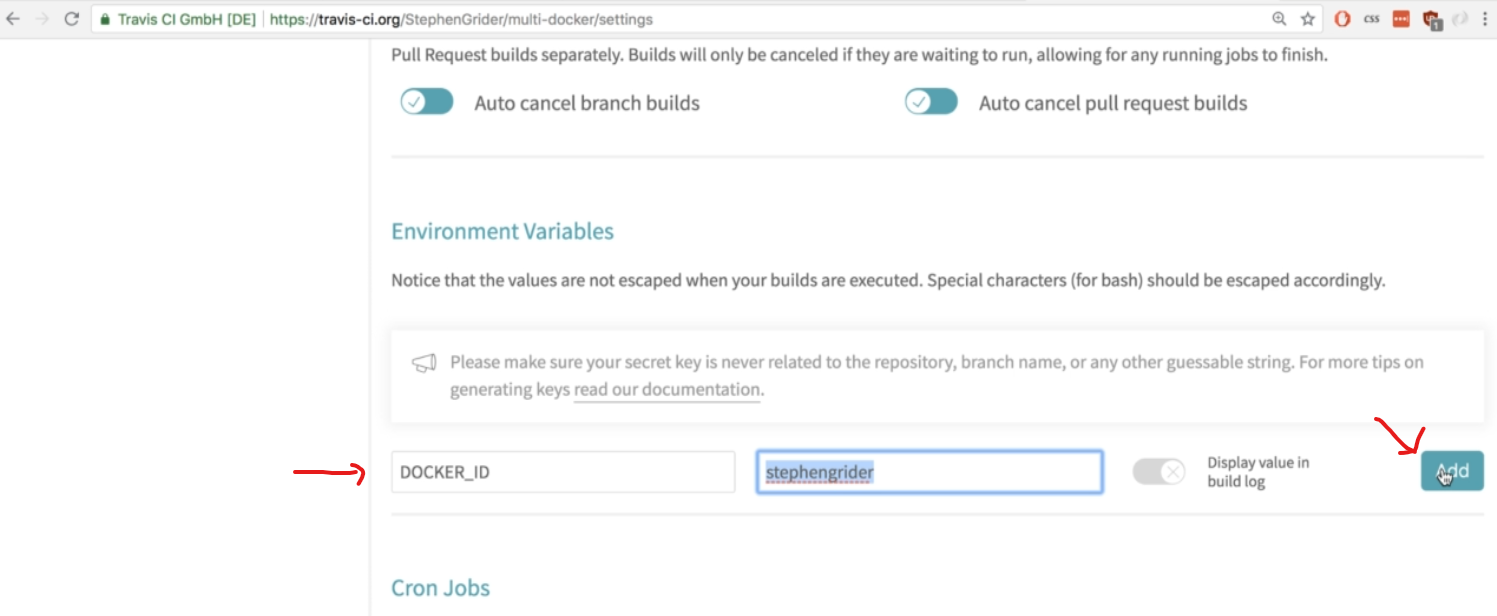 Travis CI GmbH [DE] https://travis-ci.org/StephenGrider/multi-docker/settings
css
1
Pull Request builds separately. Builds will only be canceled if they are waiting to run, allowing for any running jobs to finish.
Auto cancel branch builds Auto cancel pull request builds
Environment Variables
Notice that the values are not escaped when your builds are executed. Special characters (for bash) should be escaped accordingly.
Please make sure your secret key is never related to the repository, branch name, or any other guessable string. For more tips on
generating keys read our documentation.
DOCKER_ID
stephengrider
Display value in
build log
Add
Cron Jobs